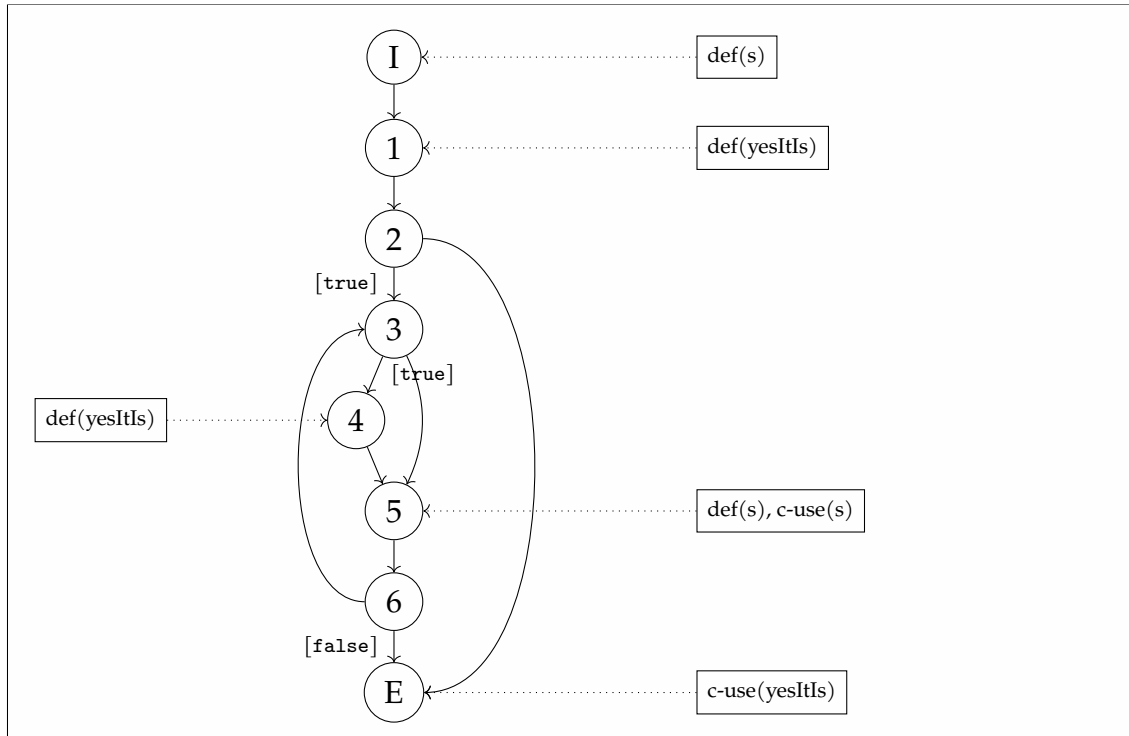 I
def(s)
1
def(yesItIs)
2
[true]
3
[true]
def(yesItIs)
4
5
def(s), c-use(s)
6
[false]
E
c-use(yesItIs)